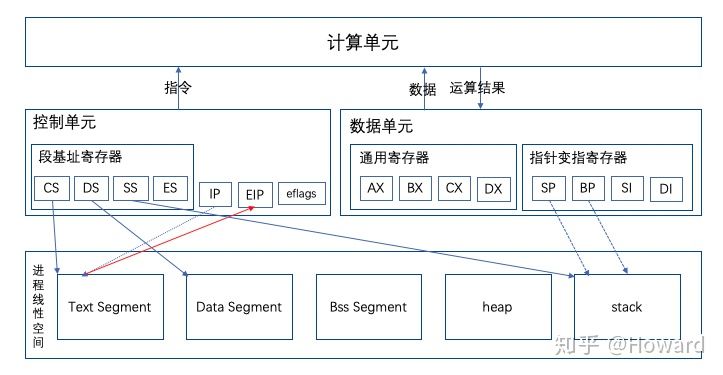 计算单元
指令
数据
运算结果
控制单元
段基址寄存器
CS
DS
SS
ES
IP
EIP
eflags
数据单元
通用寄存器
AX
BX
CX
DX
指针变指寄存器
SP
BP
SI
DI
进程线性空间
Text Segment
Data Segment
Bss Segment
heap
stack
知乎 @Howard